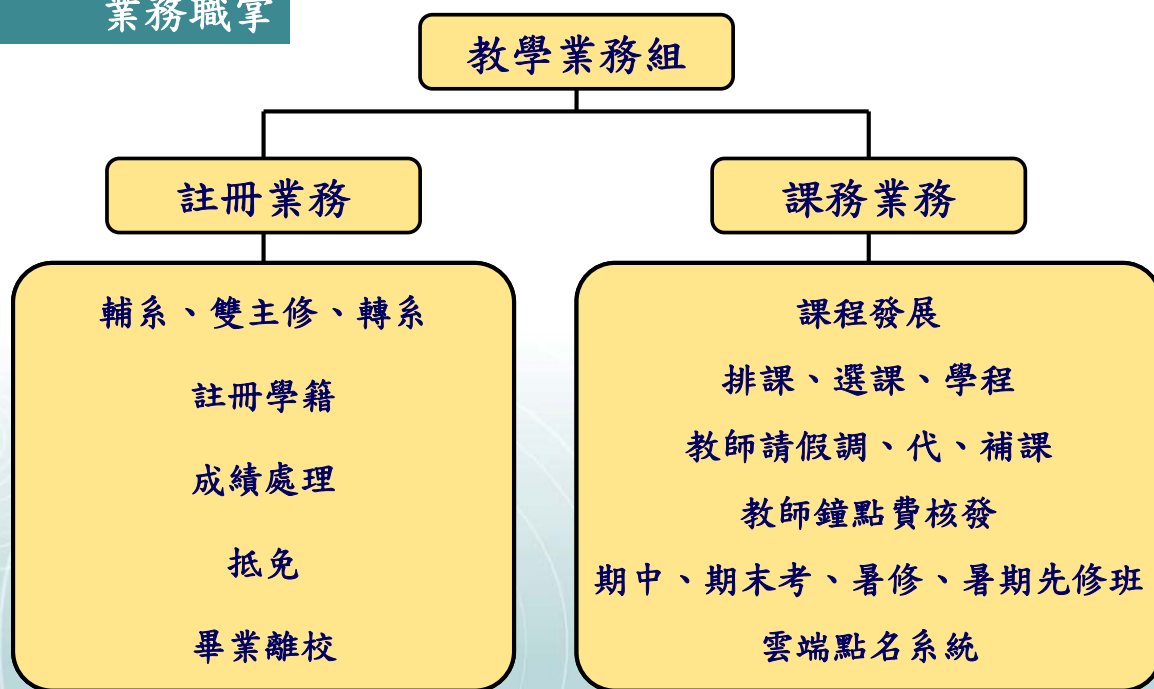 業務職掌
教學業務組
註冊業務
課務業務
輔系、雙主修、轉系
註冊學籍
成績處理
抵免
畢業離校
課程發展
排課、選課、學程
教師請假調、代、補課
教師鐘點費核發
期中、期末考、暑修、暑期先修班
雲端點名系統